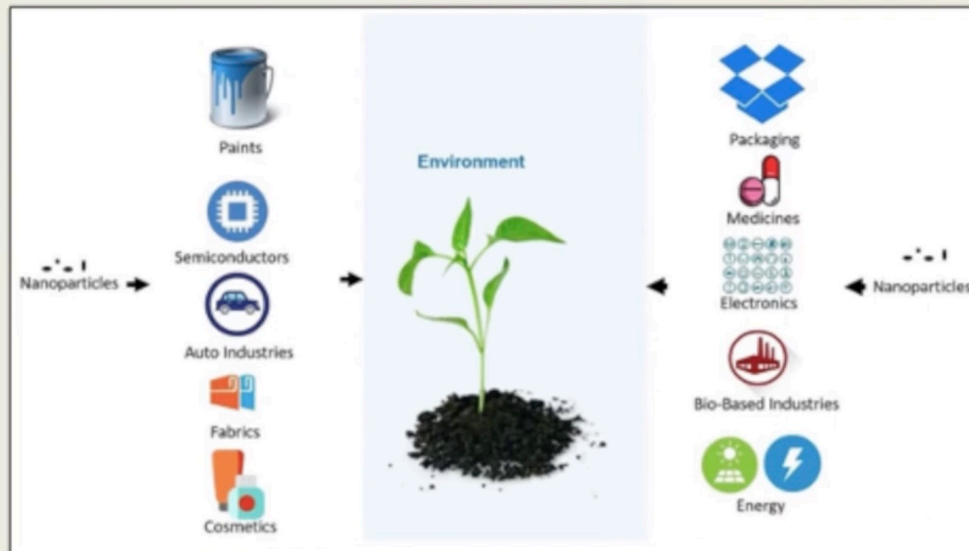 Paints
Semiconductors
Nanoparticles
Auto Industries
Fabrics
Cosmetics
Environment
Packaging
Medicines
Electronics
Nanoparticles
Bio-Based Industries
Energy